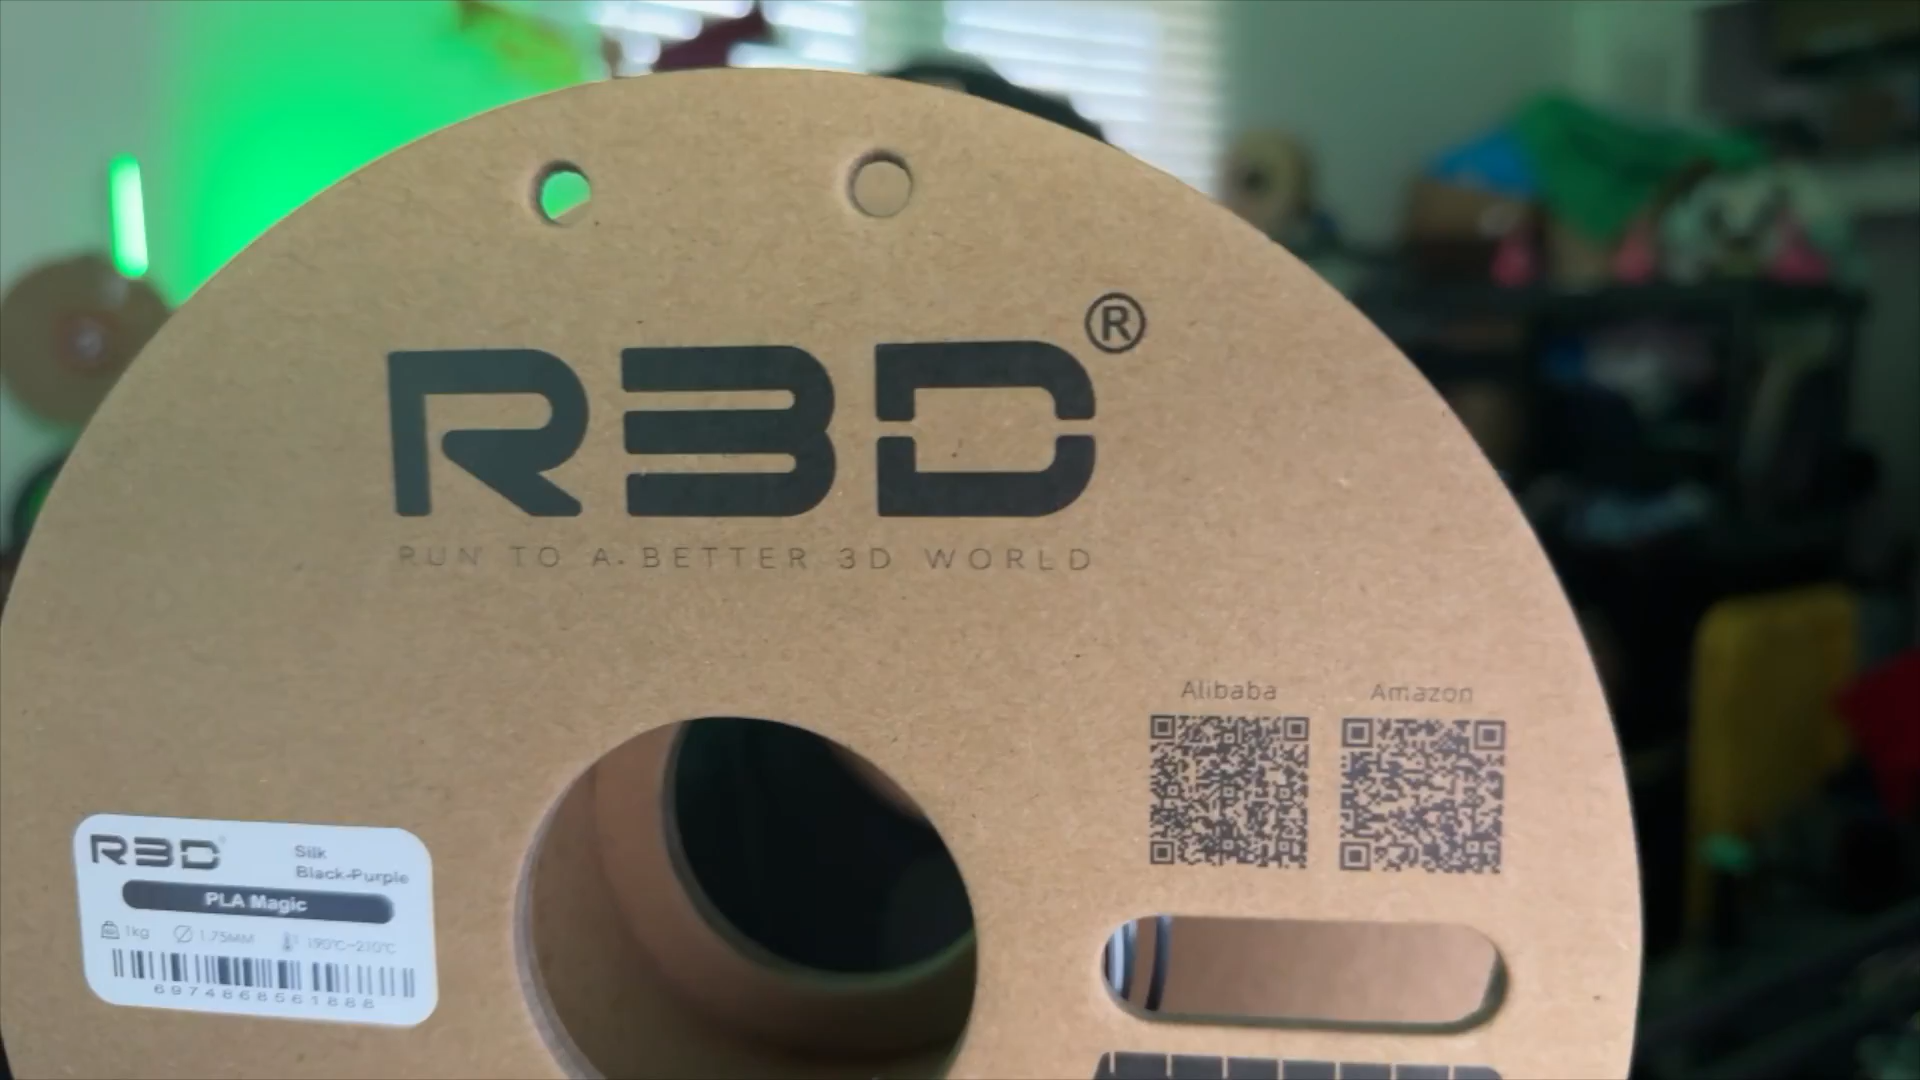 R3D®
RUN TO A BETTER 3D WORLD
Alibaba
Amazon
R3D
Silk
Black-Purple
PLA Magic
1kg
1.75MM
190℃~210℃
6974868561888